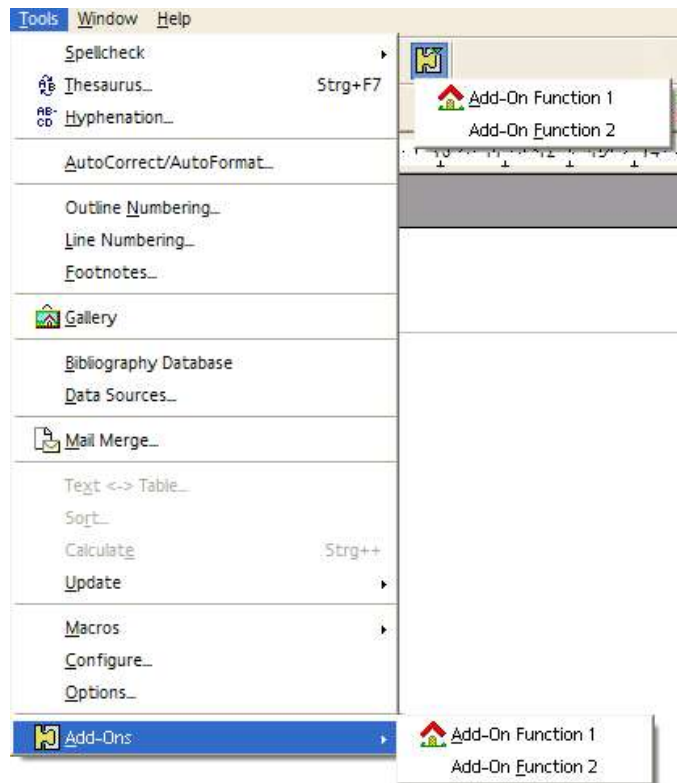 Tools Window Help
Spellcheck
Thesaurus... Strg+F7
Hyphenation...
AutoCorrect/AutoFormat...
Outline Numbering...
Line Numbering...
Footnotes...
Gallery
Bibliography Database
Data Sources...
Mail Merge...
Text <-> Table...
Sort...
Calculate Strg++
Update
Macros
Configure...
Options...
Add-Ons
Add-On Function 1
Add-On Function 2
Add-On Function 1
Add-On Function 2